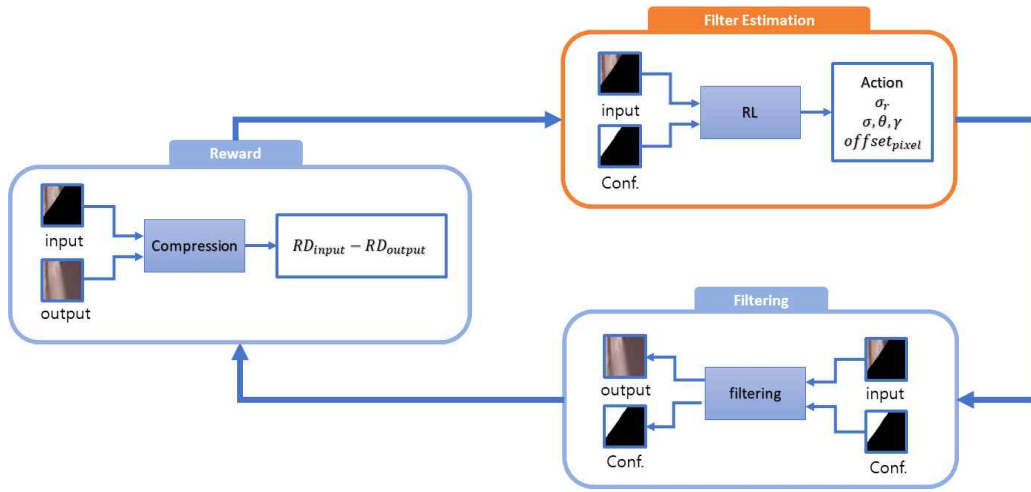 Filter Estimation
input
Conf.
RL
Action
σ_r
σ, θ, γ
offset_pixel
Reward
input
output
Compression
RD_input − RD_output
Filtering
output
Conf.
filtering
input
Conf.